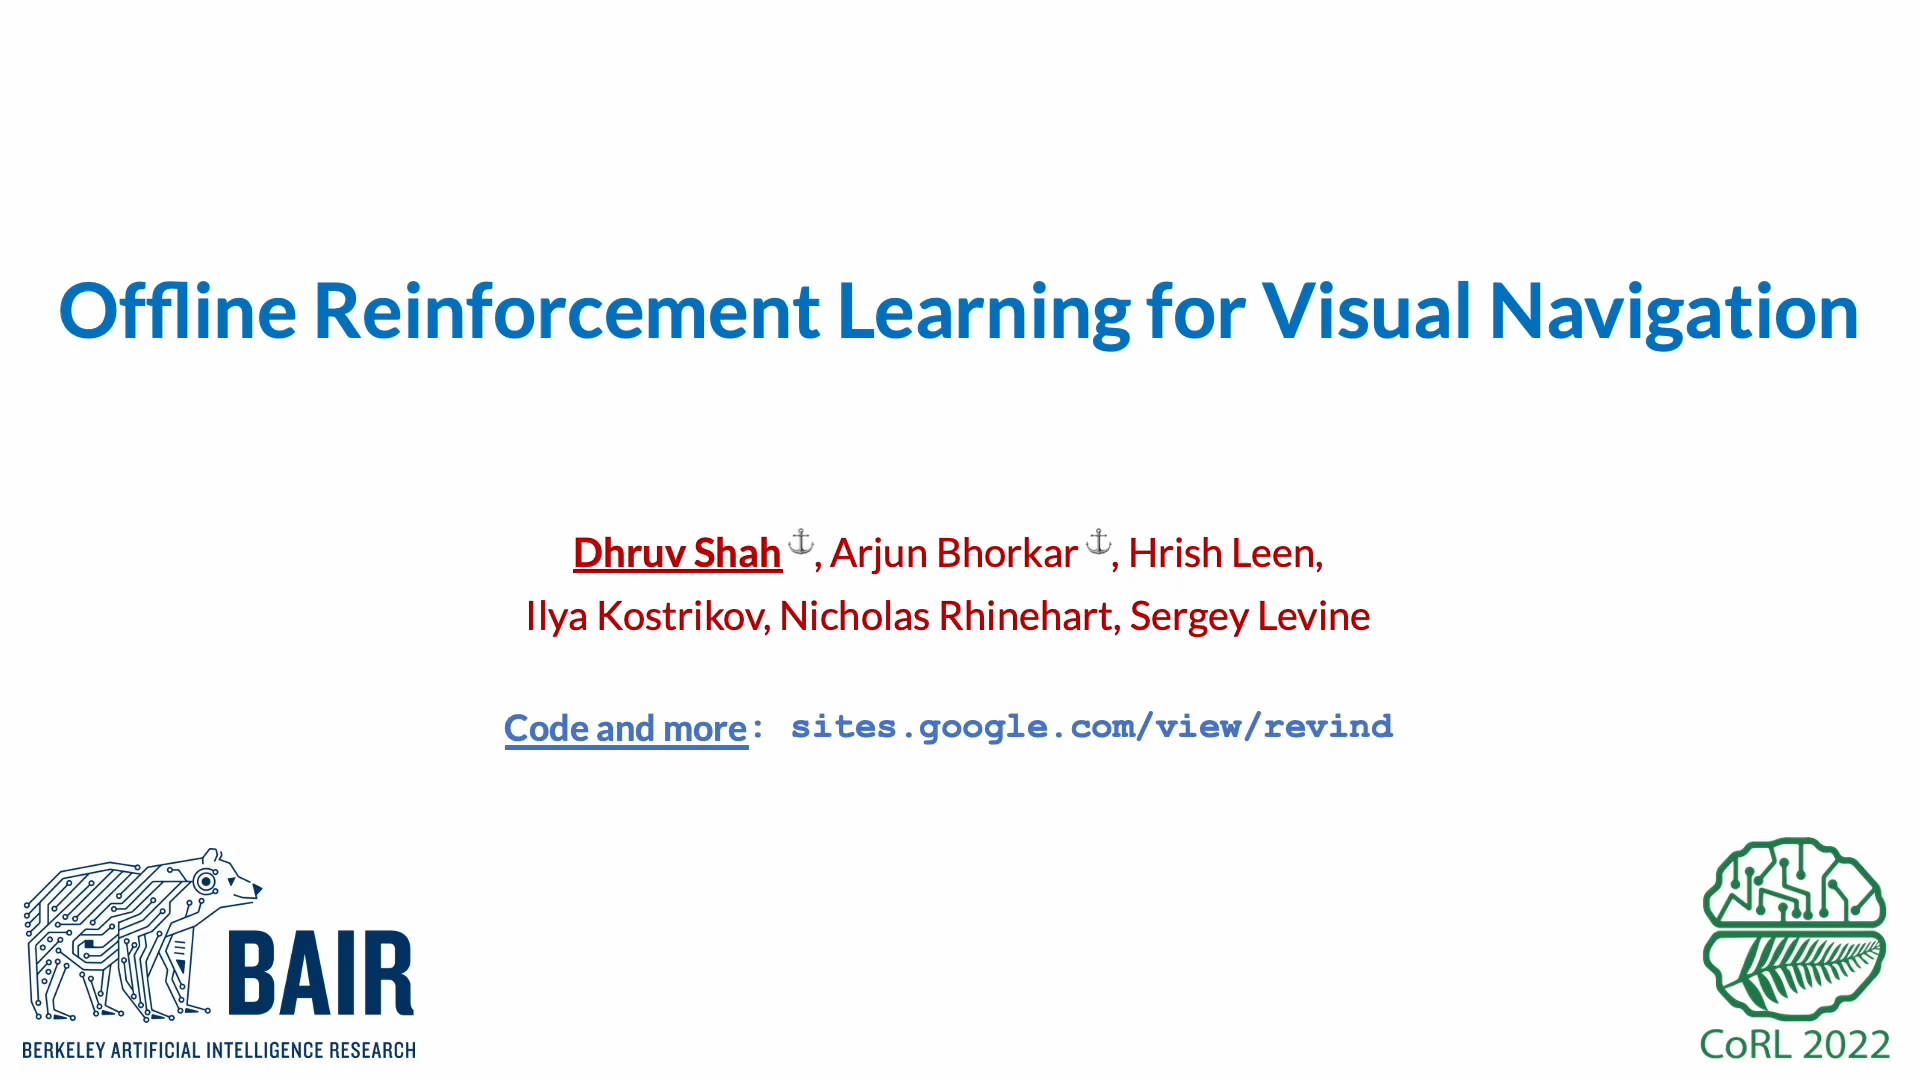 Offline Reinforcement Learning for Visual Navigation
Dhruv Shah⚓, Arjun Bhorkar⚓, Hrish Leen,
Ilya Kostrikov, Nicholas Rhinehart, Sergey Levine
Code and more: sites.google.com/view/revind
BAIR
BERKELEY ARTIFICIAL INTELLIGENCE RESEARCH
CoRL 2022